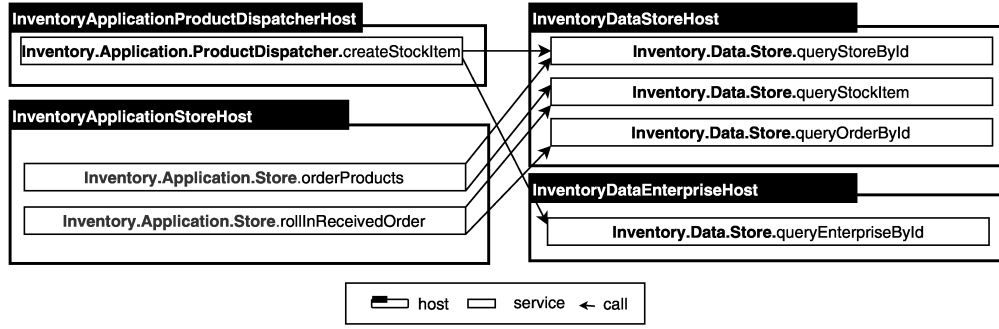 InventoryApplicationProductDispatcherHost
Inventory.Application.ProductDispatcher.createStockItem
InventoryApplicationStoreHost
Inventory.Application.Store.orderProducts
Inventory.Application.Store.rollInReceivedOrder
InventoryDataStoreHost
Inventory.Data.Store.queryStoreById
Inventory.Data.Store.queryStockItem
Inventory.Data.Store.queryOrderById
InventoryDataEnterpriseHost
Inventory.Data.Store.queryEnterpriseById
host service call